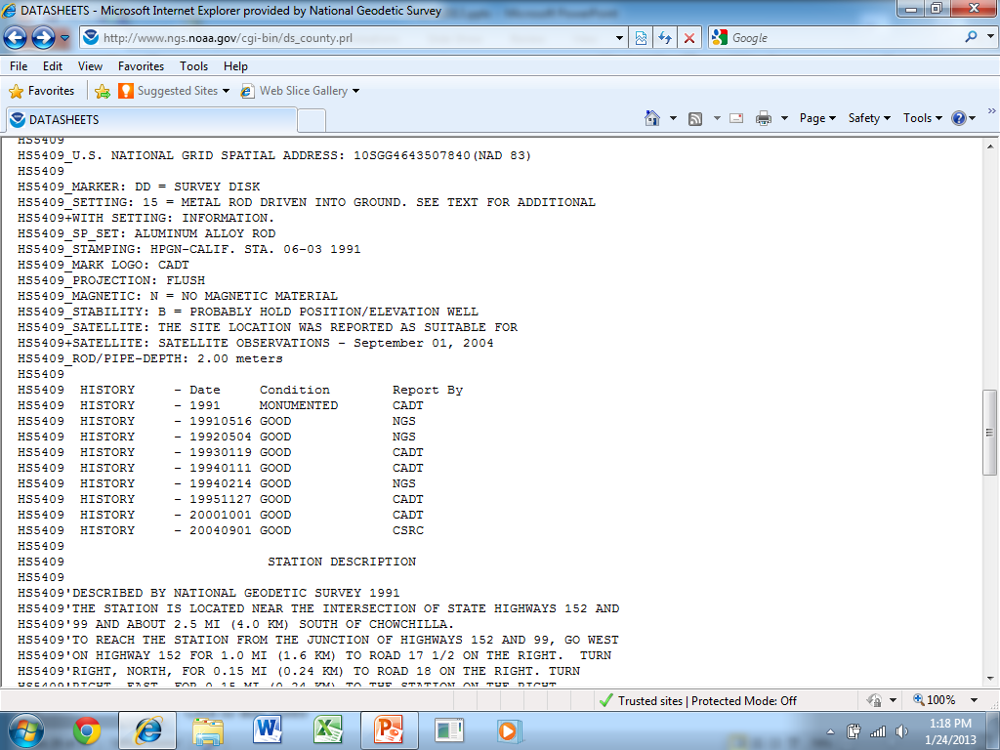 DATASHEETS - Microsoft Internet Explorer provided by National Geodetic Survey
http://www.ngs.noaa.gov/cgi-bin/ds_county.prl
Google
File Edit View Favorites Tools Help
Favorites Suggested Sites Web Slice Gallery
DATASHEETS
Page Safety Tools
HS5409
HS5409_U.S. NATIONAL GRID SPATIAL ADDRESS: 10SGG4643507840(NAD 83)
HS5409
HS5409_MARKER: DD = SURVEY DISK
HS5409_SETTING: 15 = METAL ROD DRIVEN INTO GROUND. SEE TEXT FOR ADDITIONAL
HS5409+WITH SETTING: INFORMATION.
HS5409_SP_SET: ALUMINUM ALLOY ROD
HS5409_STAMPING: HPGN-CALIF. STA. 06-03 1991
HS5409_MARK LOGO: CADT
HS5409_PROJECTION: FLUSH
HS5409_MAGNETIC: N = NO MAGNETIC MATERIAL
HS5409_STABILITY: B = PROBABLY HOLD POSITION/ELEVATION WELL
HS5409_SATELLITE: THE SITE LOCATION WAS REPORTED AS SUITABLE FOR
HS5409+SATELLITE: SATELLITE OBSERVATIONS - September 01, 2004
HS5409_ROD/PIPE-DEPTH: 2.00 meters
HS5409
HS5409 HISTORY - Date Condition Report By
HS5409 HISTORY - 1991 MONUMENTED CADT
HS5409 HISTORY - 19910516 GOOD NGS
HS5409 HISTORY - 19920504 GOOD NGS
HS5409 HISTORY - 19930119 GOOD CADT
HS5409 HISTORY - 19940111 GOOD CADT
HS5409 HISTORY - 19940214 GOOD NGS
HS5409 HISTORY - 19951127 GOOD CADT
HS5409 HISTORY - 20001001 GOOD CADT
HS5409 HISTORY - 20040901 GOOD CSRC
HS5409
HS5409 STATION DESCRIPTION
HS5409
HS5409'DESCRIBED BY NATIONAL GEODETIC SURVEY 1991
HS5409'THE STATION IS LOCATED NEAR THE INTERSECTION OF STATE HIGHWAYS 152 AND
HS5409'99 AND ABOUT 2.5 MI (4.0 KM) SOUTH OF CHOWCHILLA.
HS5409'TO REACH THE STATION FROM THE JUNCTION OF HIGHWAYS 152 AND 99, GO WEST
HS5409'ON HIGHWAY 152 FOR 1.0 MI (1.6 KM) TO ROAD 17 1/2 ON THE RIGHT. TURN
HS5409'RIGHT, NORTH, FOR 0.15 MI (0.24 KM) TO ROAD 18 ON THE RIGHT. TURN
HS5409'RIGHT, EAST, FOR 0.15 MI (0.24 KM) TO THE STATION ON THE RIGHT.
Trusted sites | Protected Mode: Off
100%
1:18 PM
1/24/2013